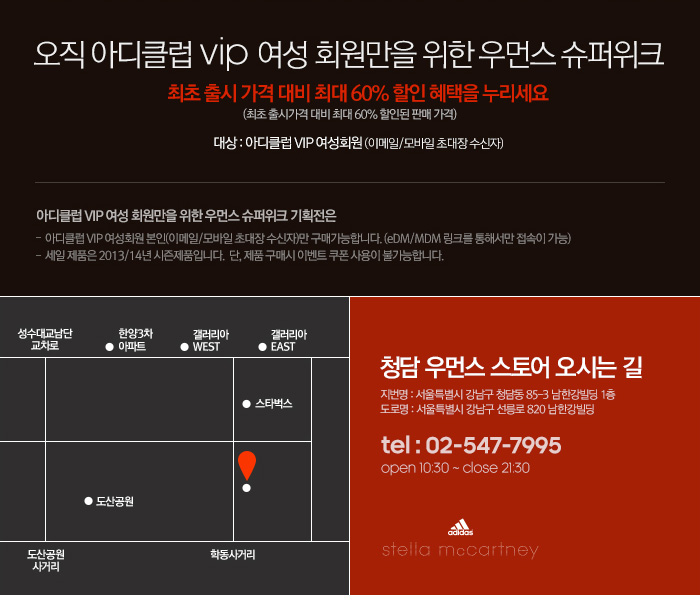 오직 아디클럽 vip 여성 회원만을 위한 우먼스 슈퍼위크
최초 출시 가격 대비 최대 60% 할인 혜택을 누리세요
(최초 출시가격 대비 최대 60% 할인된 판매 가격)
대상 : 아디클럽 VIP 여성회원 (이메일/모바일 초대장 수신자)
아디클럽 VIP 여성 회원만을 위한 우먼스 슈퍼위크 기획전은
- 아디클럽 VIP 여성회원 본인(이메일/모바일 초대장 수신자)만 구매가능합니다. (eDM/MDM 링크를 통해서만 접속이 가능)
- 세일 제품은 2013/14년 시즌제품입니다. 단, 제품 구매시 이벤트 쿠폰 사용이 불가능합니다.
성수대교남단
교차로
한양3차
아파트
갤러리아
WEST
갤러리아
EAST
스타벅스
도산공원
도산공원
사거리
학동사거리
청담 우먼스 스토어 오시는 길
지번명 : 서울특별시 강남구 청담동 85-3 남한강빌딩 1층
도로명 : 서울특별시 강남구 선릉로 820 남한강빌딩
tel : 02-547-7995
open 10:30 ~ close 21:30
adidas
stella mccartney